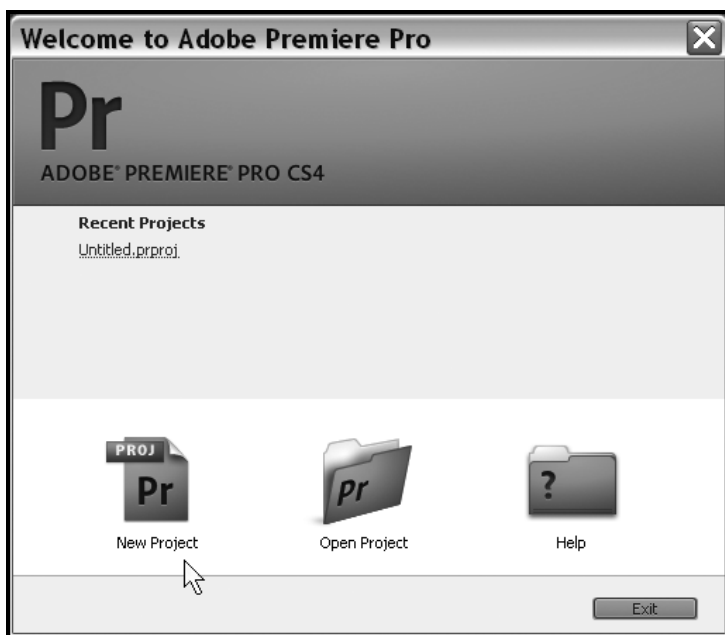 Welcome to Adobe Premiere Pro
Pr
ADOBE® PREMIERE® PRO CS4
Recent Projects
Untitled.prproj
PROJ
Pr
Pr
?
New Project
Open Project
Help
Exit